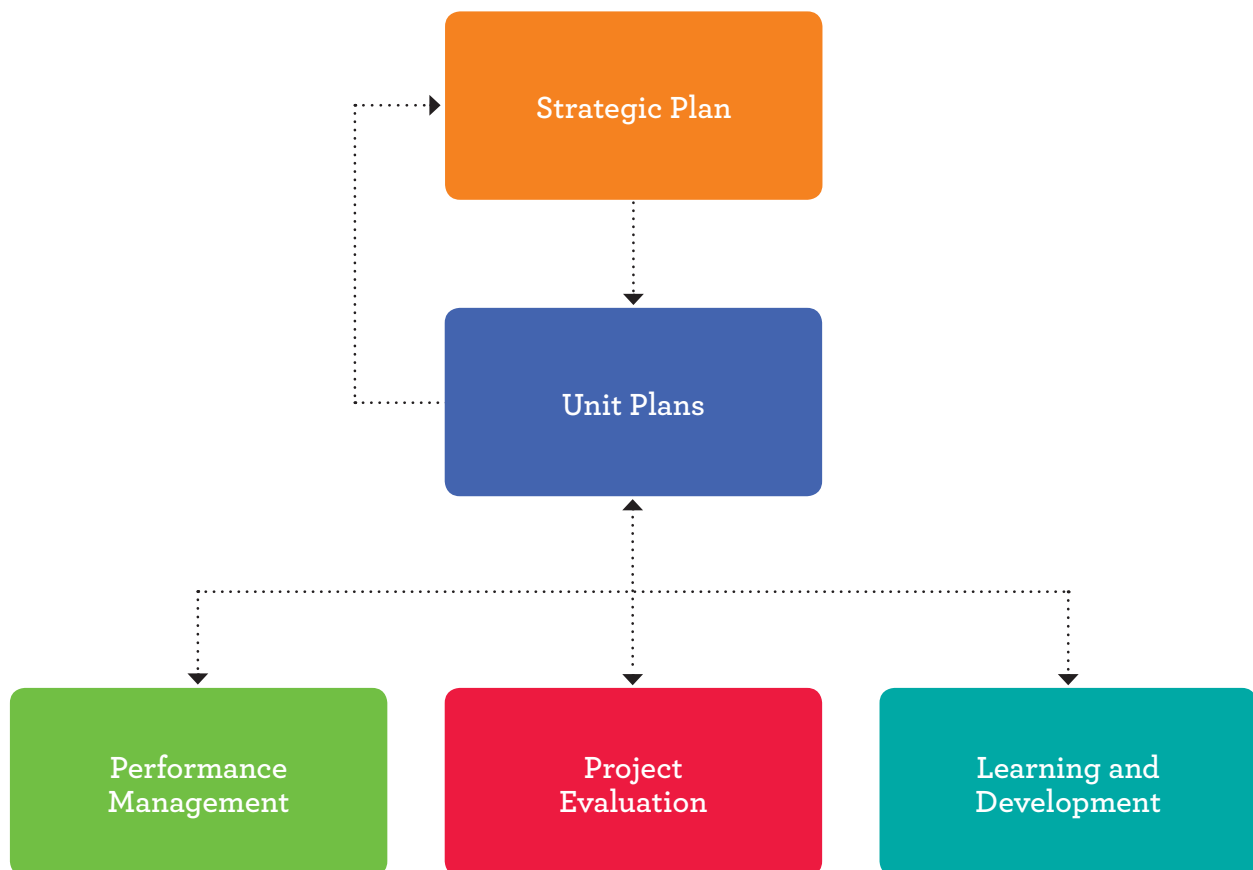 Strategic Plan
Unit Plans
Performance
Management
Project
Evaluation
Learning and
Development